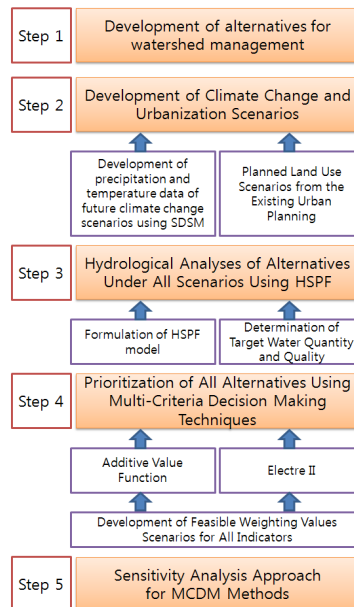 Step 1
Development of alternatives for
watershed management
Step 2
Development of Climate Change and
Urbanization Scenarios
Development of
precipitation and
temperature data of
future climate change
scenarios using SDSM
Planned Land Use
Scenarios from the
Existing Urban
Planning
Step 3
Hydrological Analyses of Alternatives
Under All Scenarios Using HSPF
Formulation of HSPF
model
Determination of
Target Water Quantity
and Quality
Step 4
Prioritization of All Alternatives Using
Multi-Criteria Decision Making
Techniques
Additive Value
Function
Electre II
Development of Feasible Weighting Values
Scenarios for All Indicators
Step 5
Sensitivity Analysis Approach
for MCDM Methods